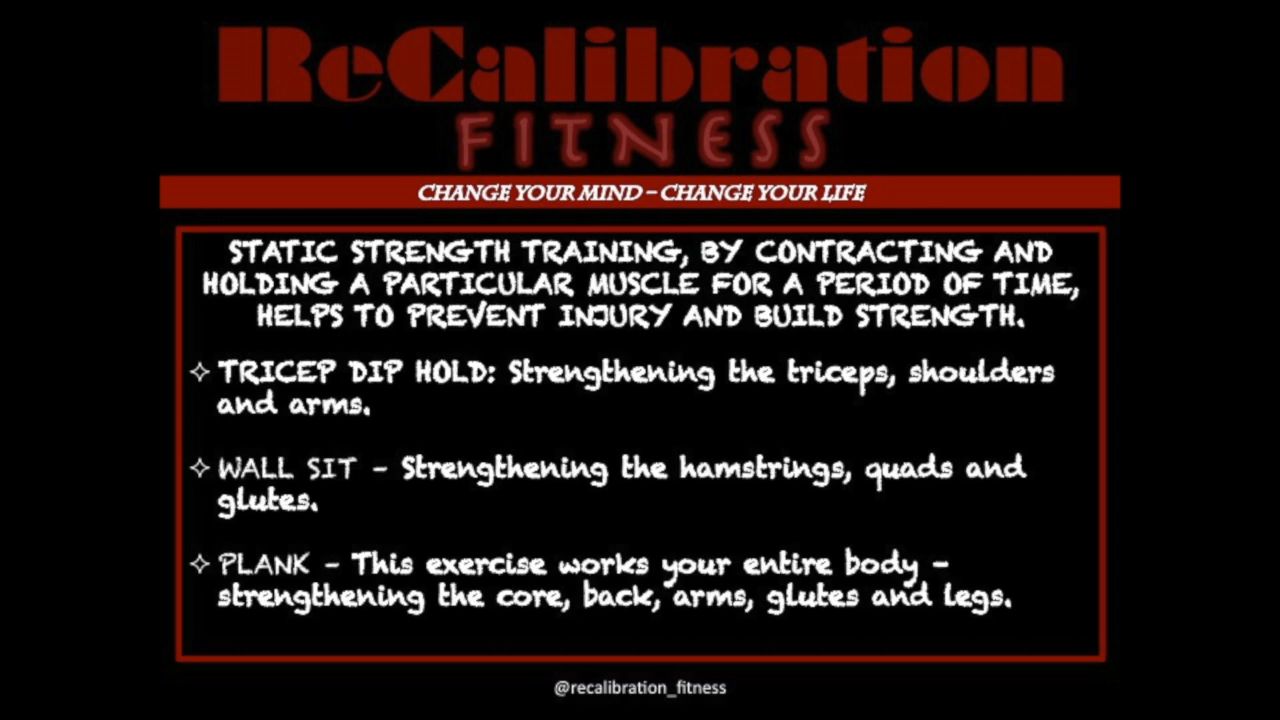 ReCalibration
FITNESS
CHANGE YOUR MIND – CHANGE YOUR LIFE
STATIC STRENGTH TRAINING, BY CONTRACTING AND
HOLDING A PARTICULAR MUSCLE FOR A PERIOD OF TIME,
HELPS TO PREVENT INJURY AND BUILD STRENGTH.
✧ TRICEP DIP HOLD: Strengthening the triceps, shoulders
and arms.
✧ WALL SIT – Strengthening the hamstrings, quads and
glutes.
✧ PLANK – This exercise works your entire body –
strengthening the core, back, arms, glutes and legs.
@recalibration_fitness